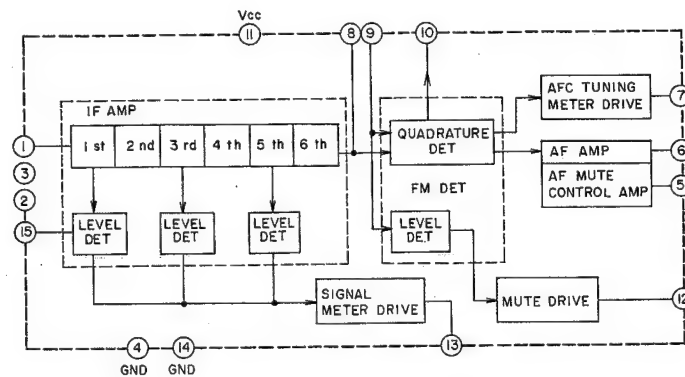 Vcc
11
8
9
10
IF AMP
1 st
2 nd
3 rd
4 th
5 th
6 th
1
3
2
15
LEVEL
DET
LEVEL
DET
LEVEL
DET
SIGNAL
METER DRIVE
QUADRATURE
DET
FM DET
LEVEL
DET
AFC TUNING
METER DRIVE
7
AF AMP
6
AF MUTE
CONTROL AMP
5
MUTE DRIVE
12
4
GND
14
GND
13